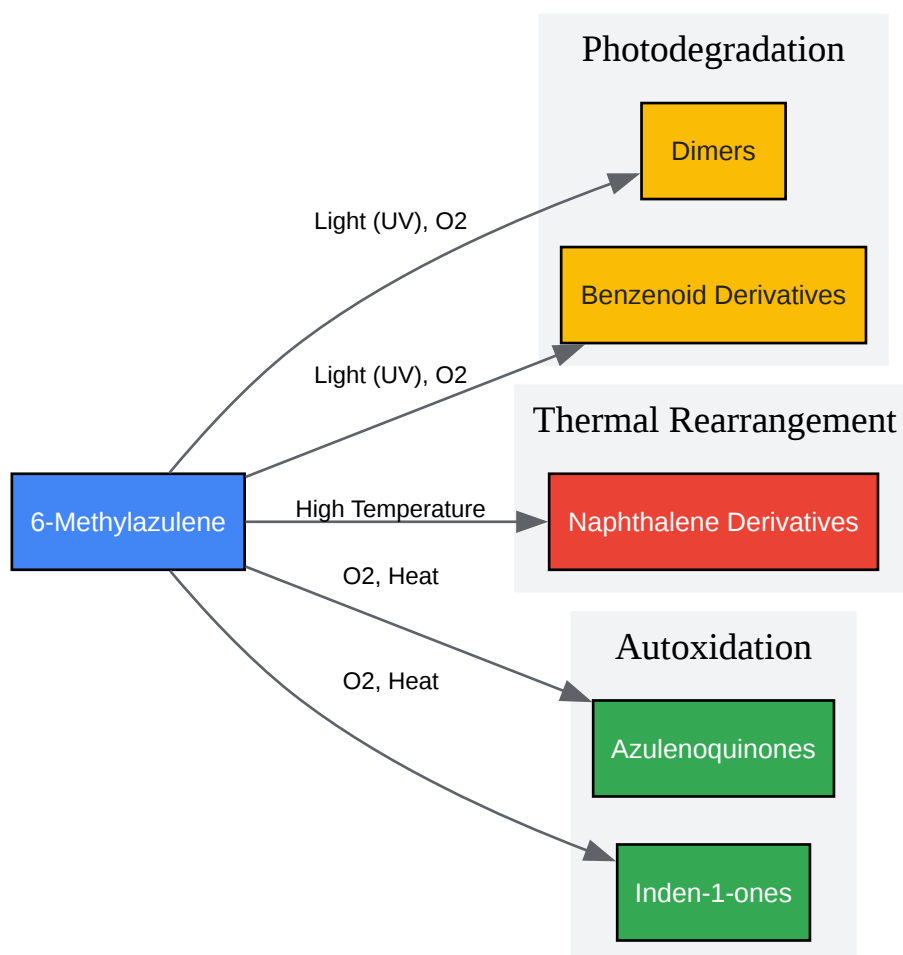 Photodegradation
Dimers
Light (UV), O2
Benzenoid Derivatives
Light (UV), O2
Thermal Rearrangement
6-Methylazulene
High Temperature
Naphthalene Derivatives
O2, Heat
Autoxidation
O2, Heat
Azulenoquinones
Inden-1-ones